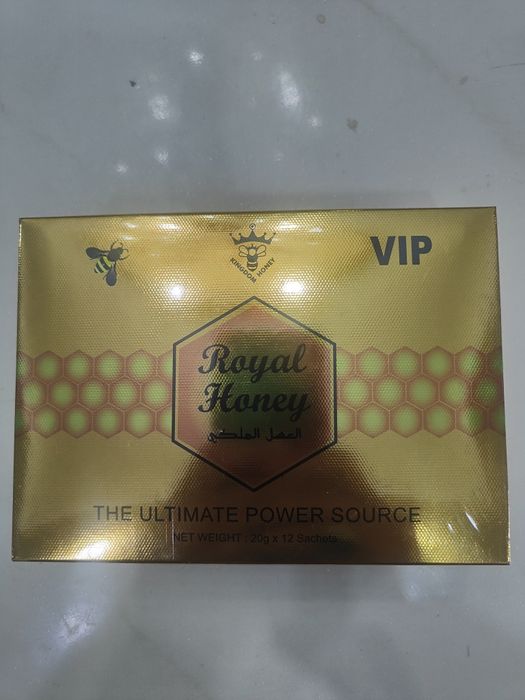 KINGDOM HONEY
VIP
Royal
Honey
العسل الملكي
THE ULTIMATE POWER SOURCE
NET WEIGHT : 20g x 12 Sachets